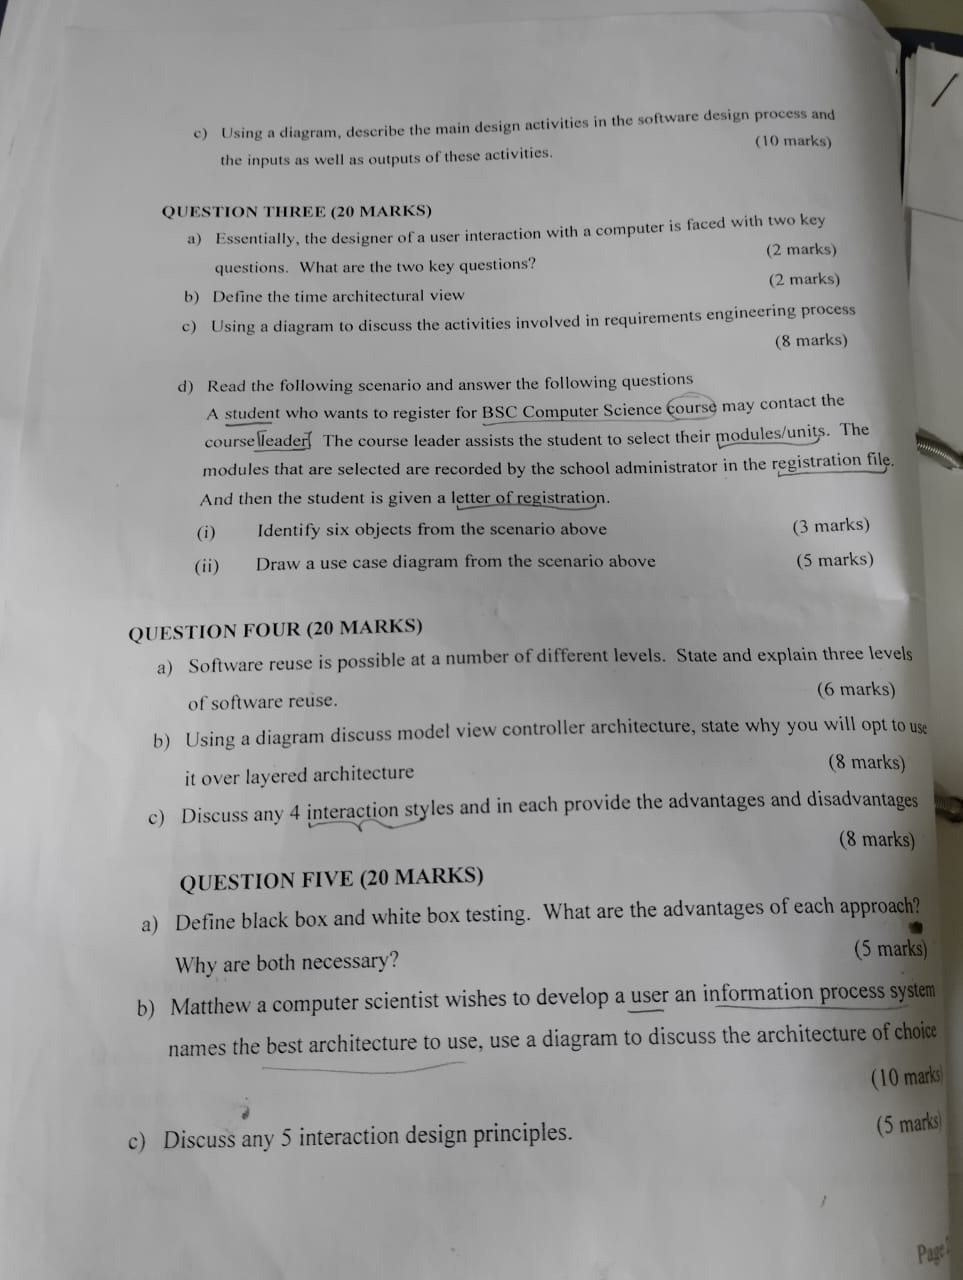 c) Using a diagram, describe the main design activities in the software design process and
the inputs as well as outputs of these activities. (10 marks)
QUESTION THREE (20 MARKS)
a) Essentially, the designer of a user interaction with a computer is faced with two key
questions. What are the two key questions? (2 marks)
b) Define the time architectural view (2 marks)
c) Using a diagram to discuss the activities involved in requirements engineering process
(8 marks)
d) Read the following scenario and answer the following questions
A student who wants to register for BSC Computer Science course may contact the
course leader. The course leader assists the student to select their modules/units. The
modules that are selected are recorded by the school administrator in the registration file.
And then the student is given a letter of registration.
(i) Identify six objects from the scenario above (3 marks)
(ii) Draw a use case diagram from the scenario above (5 marks)
QUESTION FOUR (20 MARKS)
a) Software reuse is possible at a number of different levels. State and explain three levels
of software reuse. (6 marks)
b) Using a diagram discuss model view controller architecture, state why you will opt to use
it over layered architecture (8 marks)
c) Discuss any 4 interaction styles and in each provide the advantages and disadvantages
(8 marks)
QUESTION FIVE (20 MARKS)
a) Define black box and white box testing. What are the advantages of each approach?
Why are both necessary? (5 marks)
b) Matthew a computer scientist wishes to develop a user an information process system
names the best architecture to use, use a diagram to discuss the architecture of choice
(10 marks)
c) Discuss any 5 interaction design principles. (5 marks)
Page